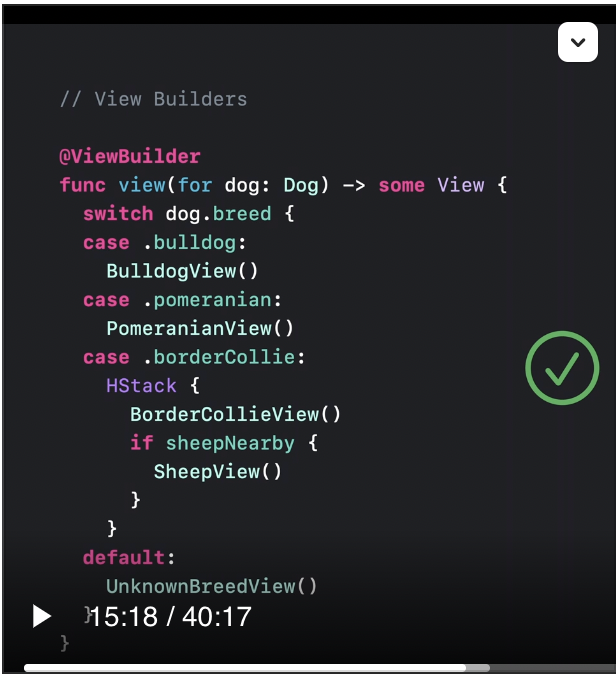 // View Builders
@ViewBuilder
func view(for dog: Dog) -> some View {
switch dog.breed {
case .bulldog:
BulldogView()
case .pomeranian:
PomeranianView()
case .borderCollie:
HStack {
BorderCollieView()
if sheepNearby {
SheepView()
}
}
default:
UnknownBreedView()
}
15:18 / 40:17
}